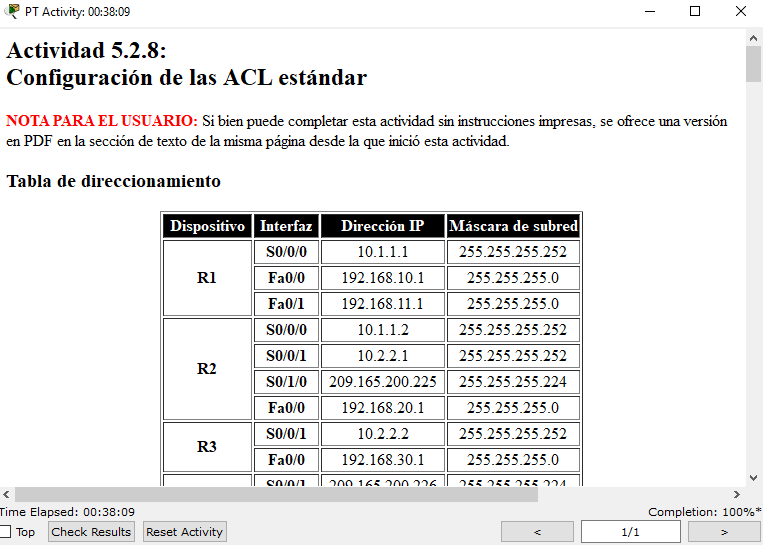 PT Activity: 00:38:09
Actividad 5.2.8:
Configuración de las ACL estándar
NOTA PARA EL USUARIO: Si bien puede completar esta actividad sin instrucciones impresas, se ofrece una versión
en PDF en la sección de texto de la misma página desde la que inició esta actividad.
Tabla de direccionamiento
Dispositivo Interfaz Dirección IP Máscara de subred
S0/0/0 10.1.1.1 255.255.255.252
R1 Fa0/0 192.168.10.1 255.255.255.0
Fa0/1 192.168.11.1 255.255.255.0
S0/0/0 10.1.1.2 255.255.255.252
S0/0/1 10.2.2.1 255.255.255.252
R2
S0/1/0 209.165.200.225 255.255.255.224
Fa0/0 192.168.20.1 255.255.255.0
S0/0/1 10.2.2.2 255.255.255.252
R3
Fa0/0 192.168.30.1 255.255.255.0
S0/0/1 209.165.200.226 255.255.255.224
Time Elapsed: 00:38:09 Completion: 100%*
Top Check Results Reset Activity < 1/1 >